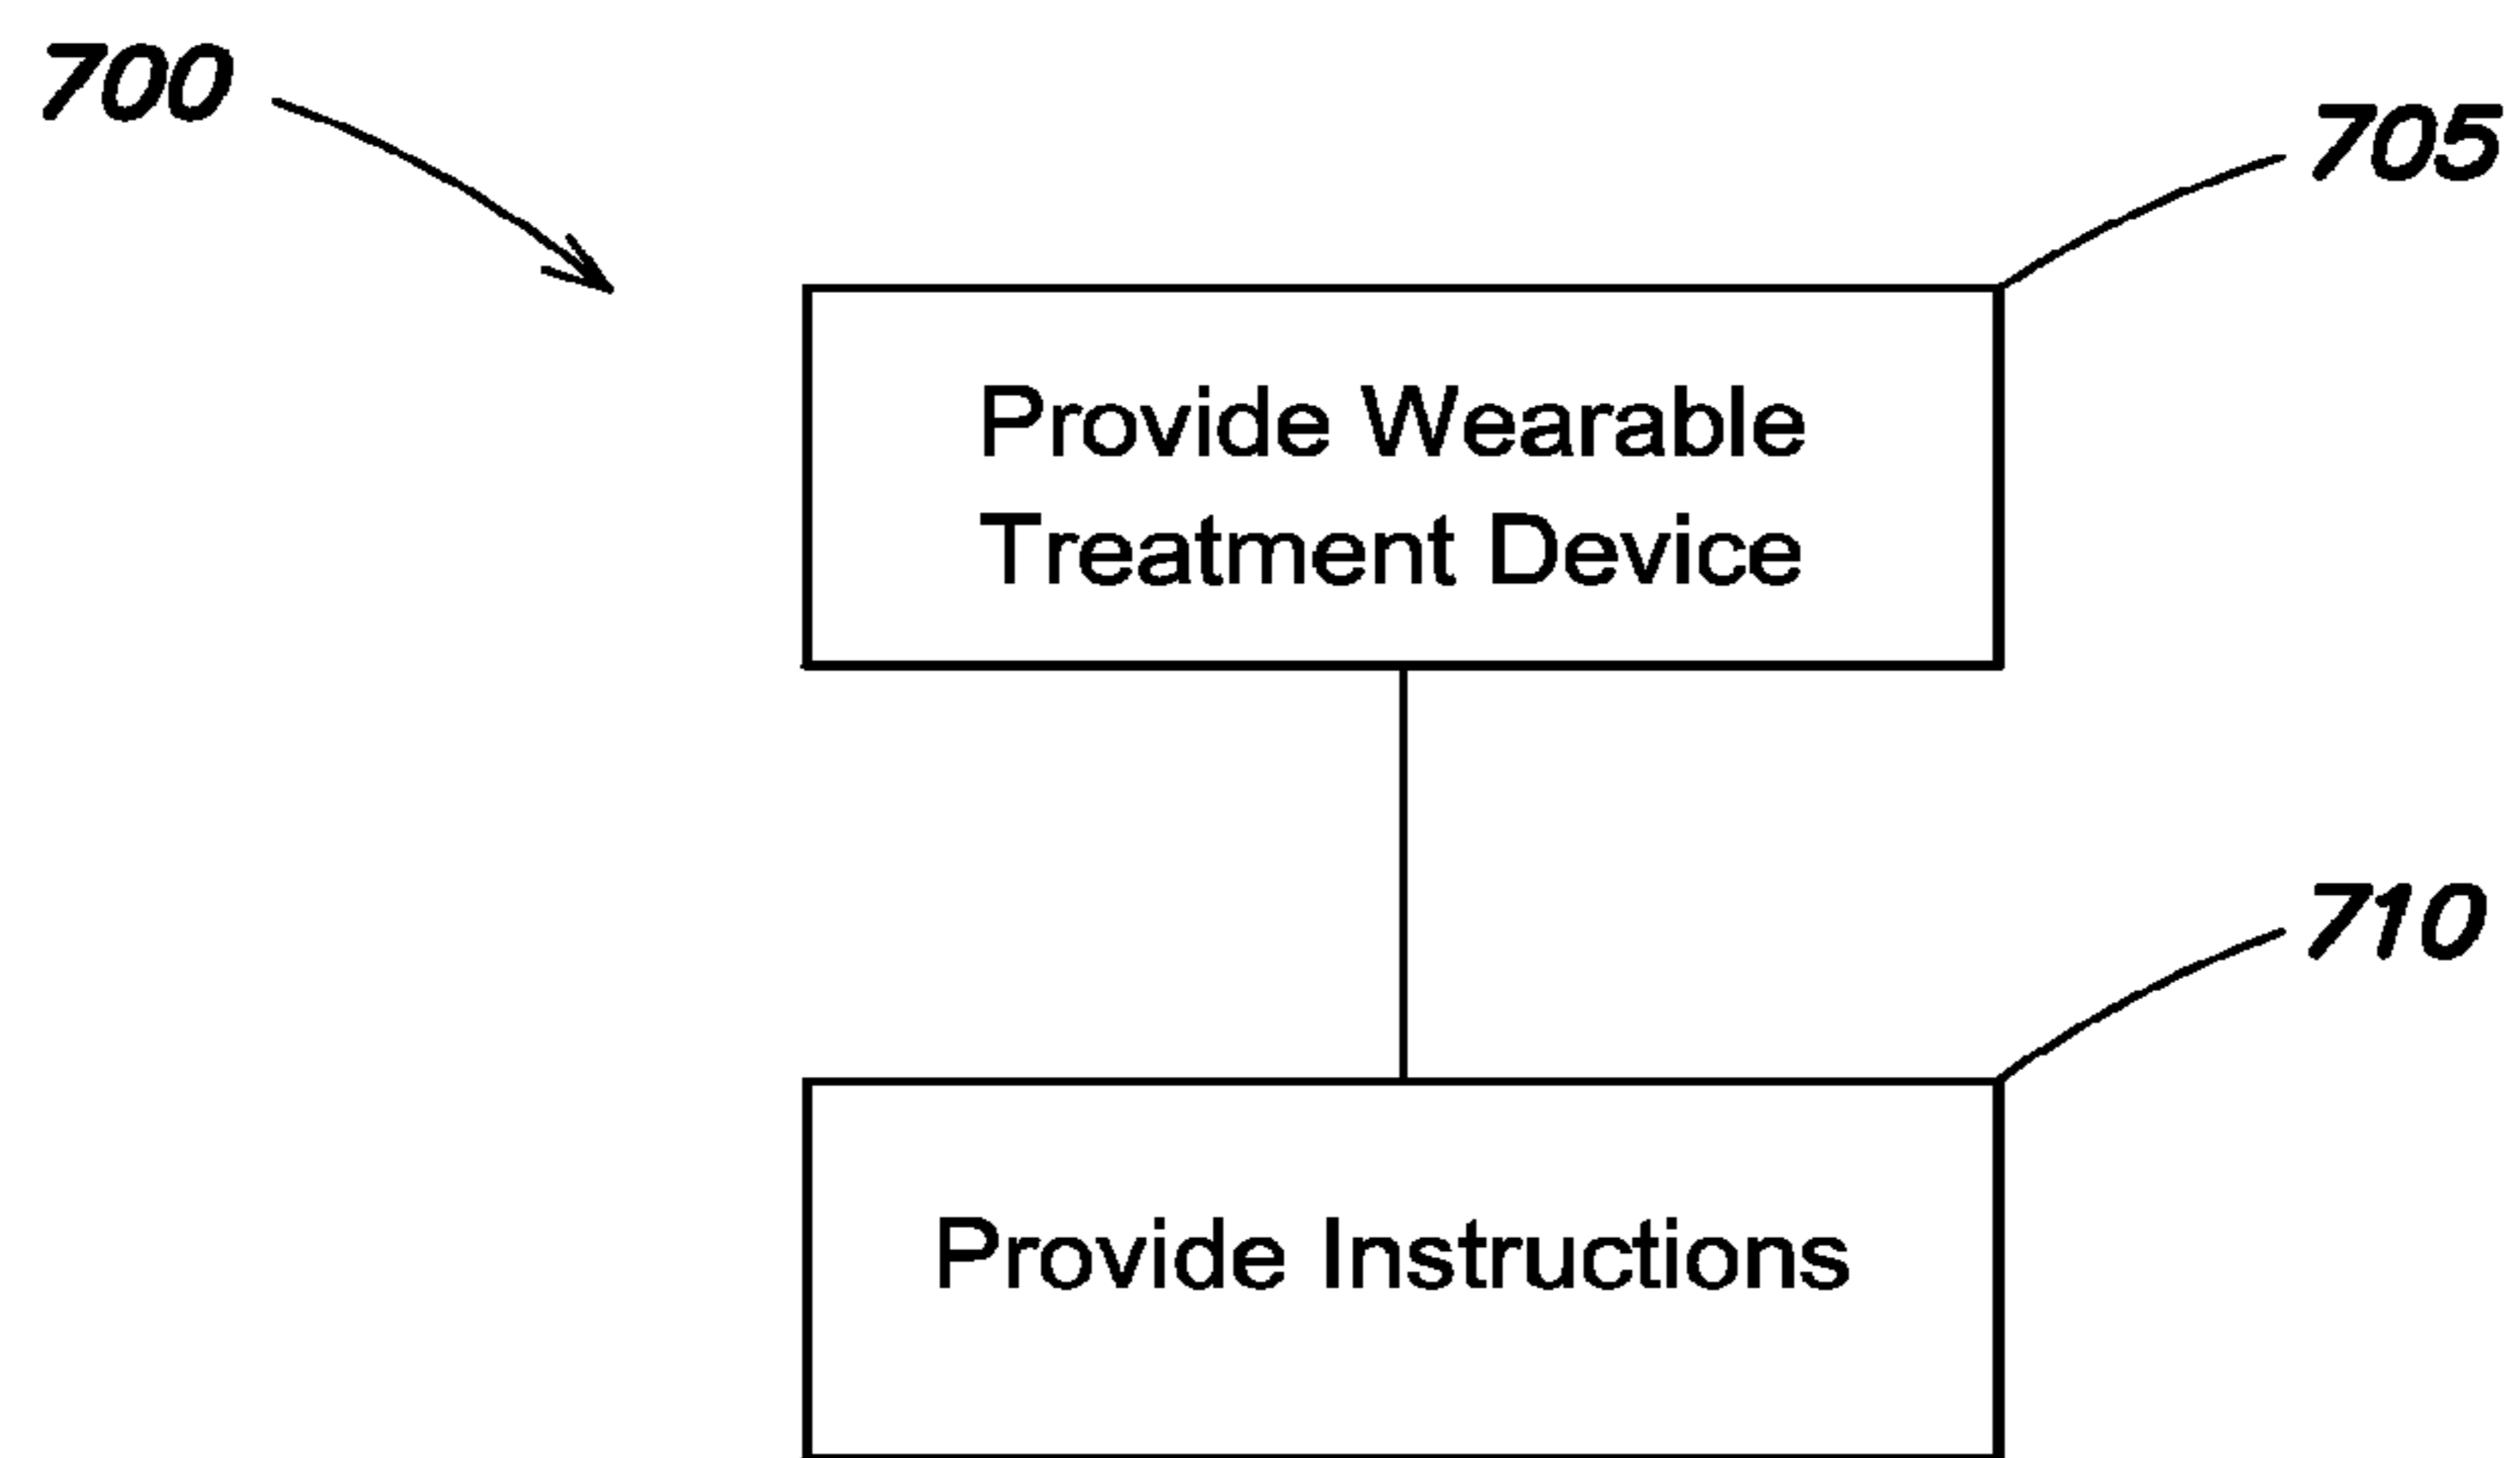 700
705
Provide Wearable
Treatment Device
710
Provide Instructions